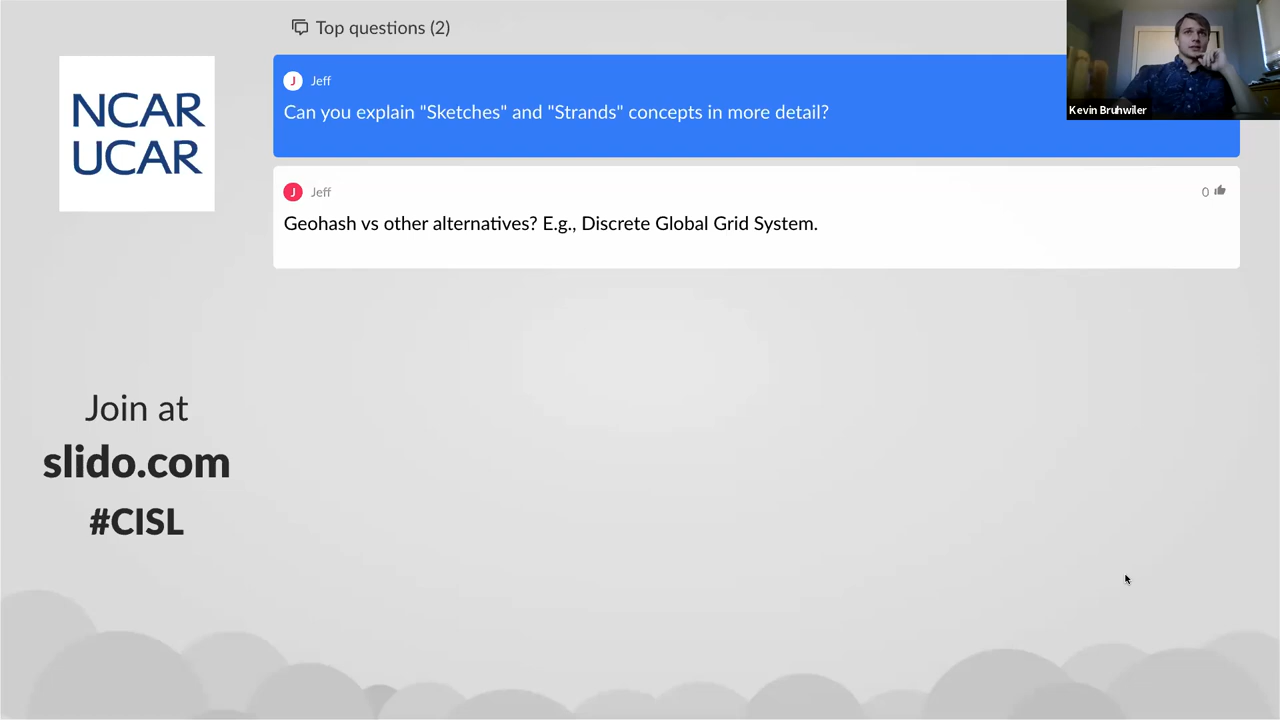 Top questions (2)
NCAR
UCAR
J Jeff
Can you explain "Sketches" and "Strands" concepts in more detail?
Kevin Bruhwiler
J Jeff
0
Geohash vs other alternatives? E.g., Discrete Global Grid System.
Join at
slido.com
#CISL